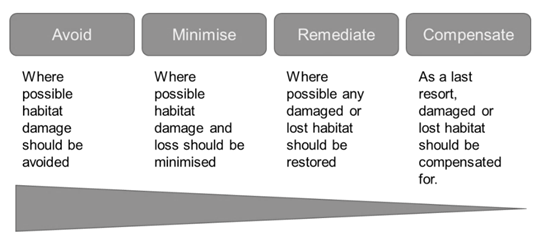 Avoid
Minimise
Remediate
Compensate
Where
possible
habitat
damage
should be
avoided
Where
possible
habitat
damage and
loss should be
minimised
Where
possible any
damaged or
lost habitat
should be
restored
As a last
resort,
damaged or
lost habitat
should be
compensated
for.